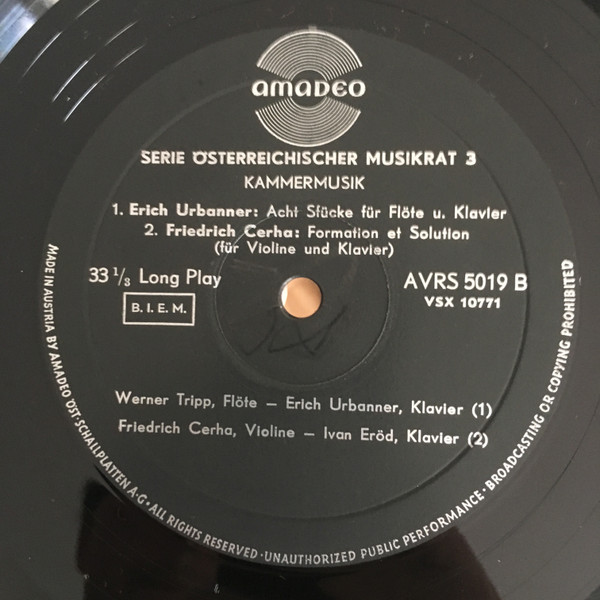 AMADEO
SERIE ÖSTERREICHISCHER MUSIKRAT 3
KAMMERMUSIK
1. Erich Urbanner: Acht Stücke für Flöte u. Klavier
2. Friedrich Cerha: Formation et Solution
(für Violine und Klavier)
33 1/3 Long Play
AVRS 5019 B
B. I. E. M.
VSX 10771
Werner Tripp, Flöte – Erich Urbanner, Klavier (1)
Friedrich Cerha, Violine – Ivan Eröd, Klavier (2)
MADE IN AUSTRIA BY AMADEO ÖST·SCHALLPLATTEN A·G · ALL RIGHTS RESERVED · UNAUTHORIZED PUBLIC PERFORMANCE · BROADCASTING OR COPYING PROHIBITED